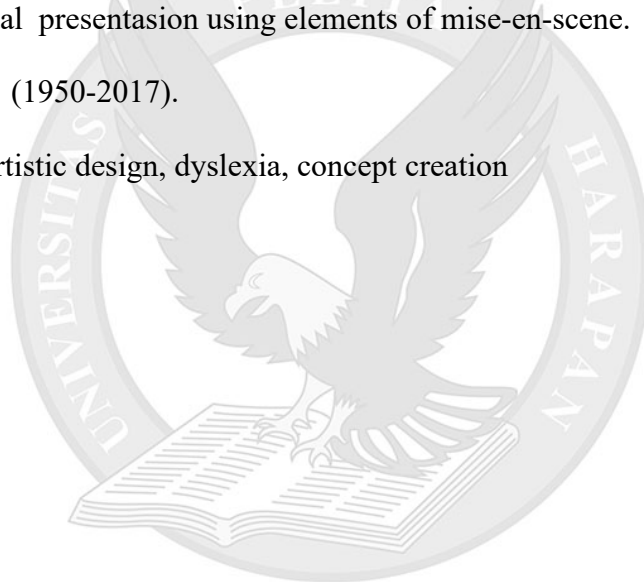 al presentasion using elements of mise-en-scene.
(1950-2017).
rtistic design, dyslexia, concept creation
UNIVERSITAS
HARAPAN